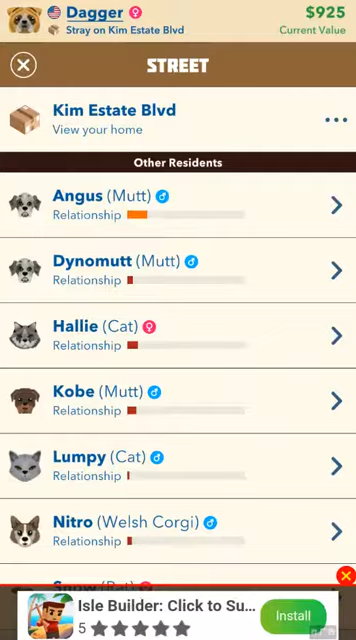 Dagger
$925
Stray on Kim Estate Blvd
Current Value
STREET
Kim Estate Blvd
View your home
Other Residents
Angus (Mutt)
Relationship
Dynomutt (Mutt)
Relationship
Hallie (Cat)
Relationship
Kobe (Mutt)
Relationship
Lumpy (Cat)
Relationship
Nitro (Welsh Corgi)
Relationship
Isle Builder: Click to Su...
Install
5